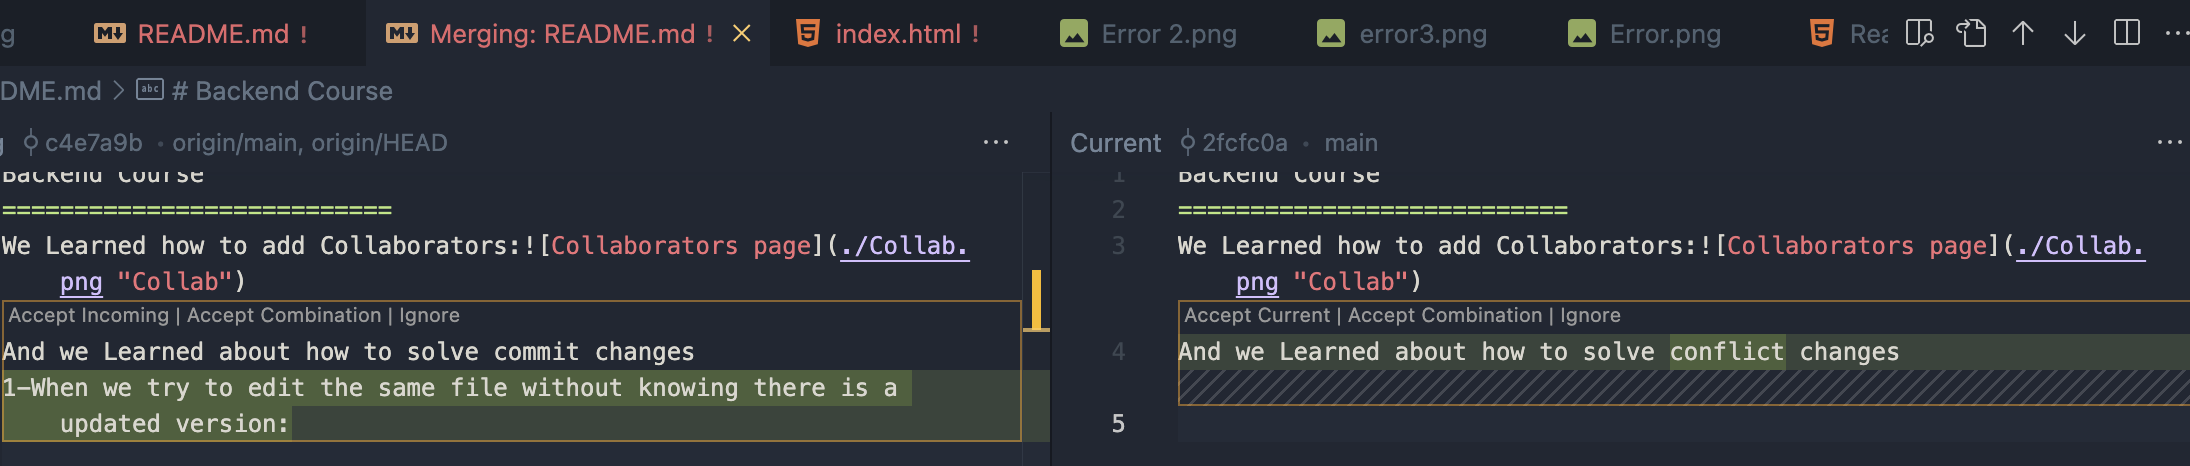 g
README.md !
Merging: README.md !
index.html !
Error 2.png
error3.png
Error.png
Rea
DME.md > # Backend Course
c4e7a9b • origin/main, origin/HEAD
Backend Course
===========================
We Learned how to add Collaborators:![Collaborators page](./Collab.
png "Collab")
Accept Incoming | Accept Combination | Ignore
And we Learned about how to solve commit changes
1-When we try to edit the same file without knowing there is a
updated version:
Current 2fcfc0a • main
1 Backend Course
2 ===========================
3 We Learned how to add Collaborators:![Collaborators page](./Collab.
png "Collab")
Accept Current | Accept Combination | Ignore
4 And we Learned about how to solve conflict changes
5